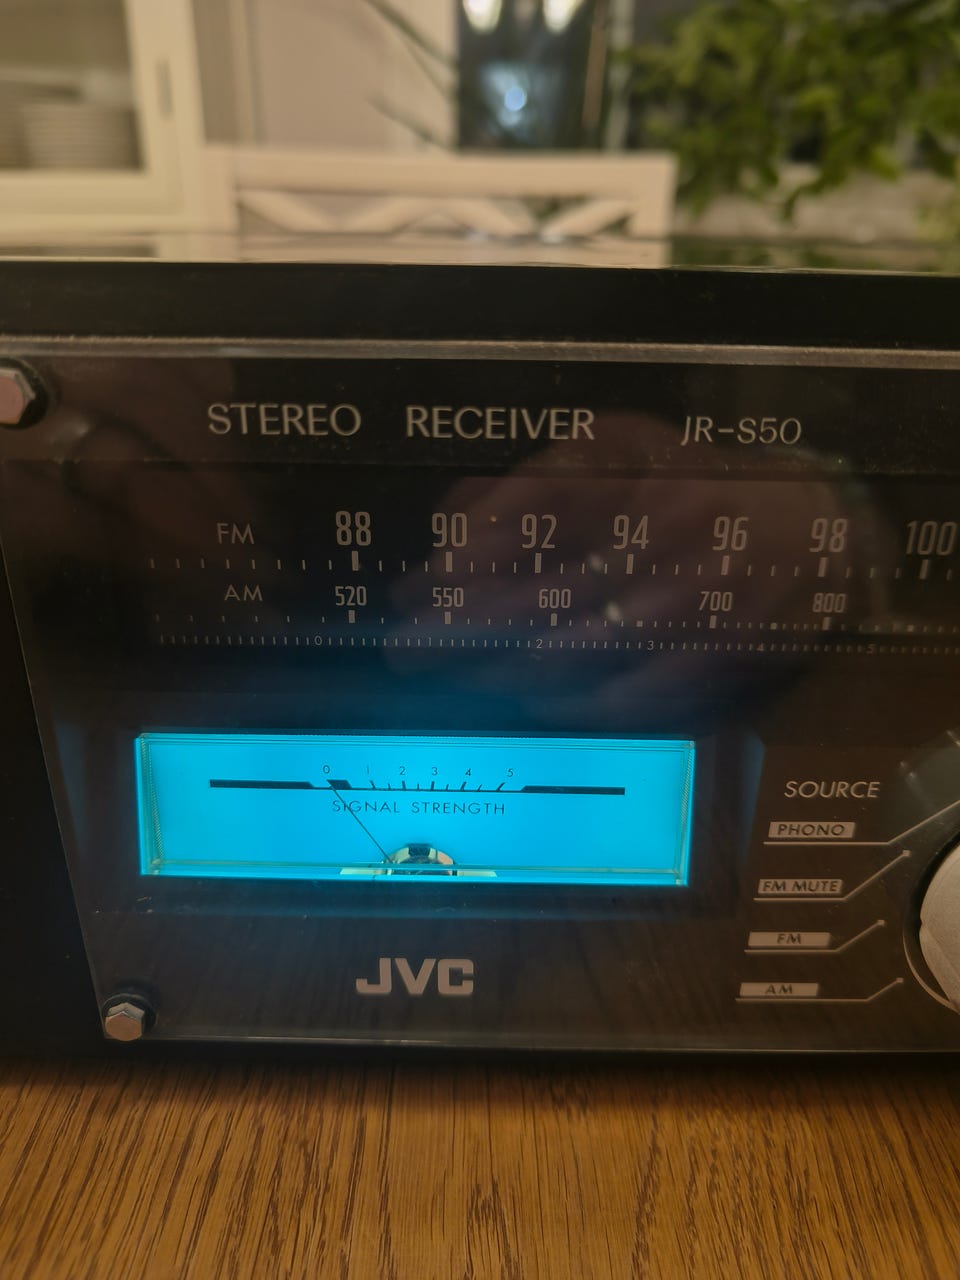 STEREO RECEIVER JR-S50
FM 88 90 92 94 96 98 100
AM 520 550 600 700 800
0 1 2 3 4 5
0 1 2 3 4 5
SIGNAL STRENGTH
SOURCE
PHONO
FM MUTE
FM
AM
JVC